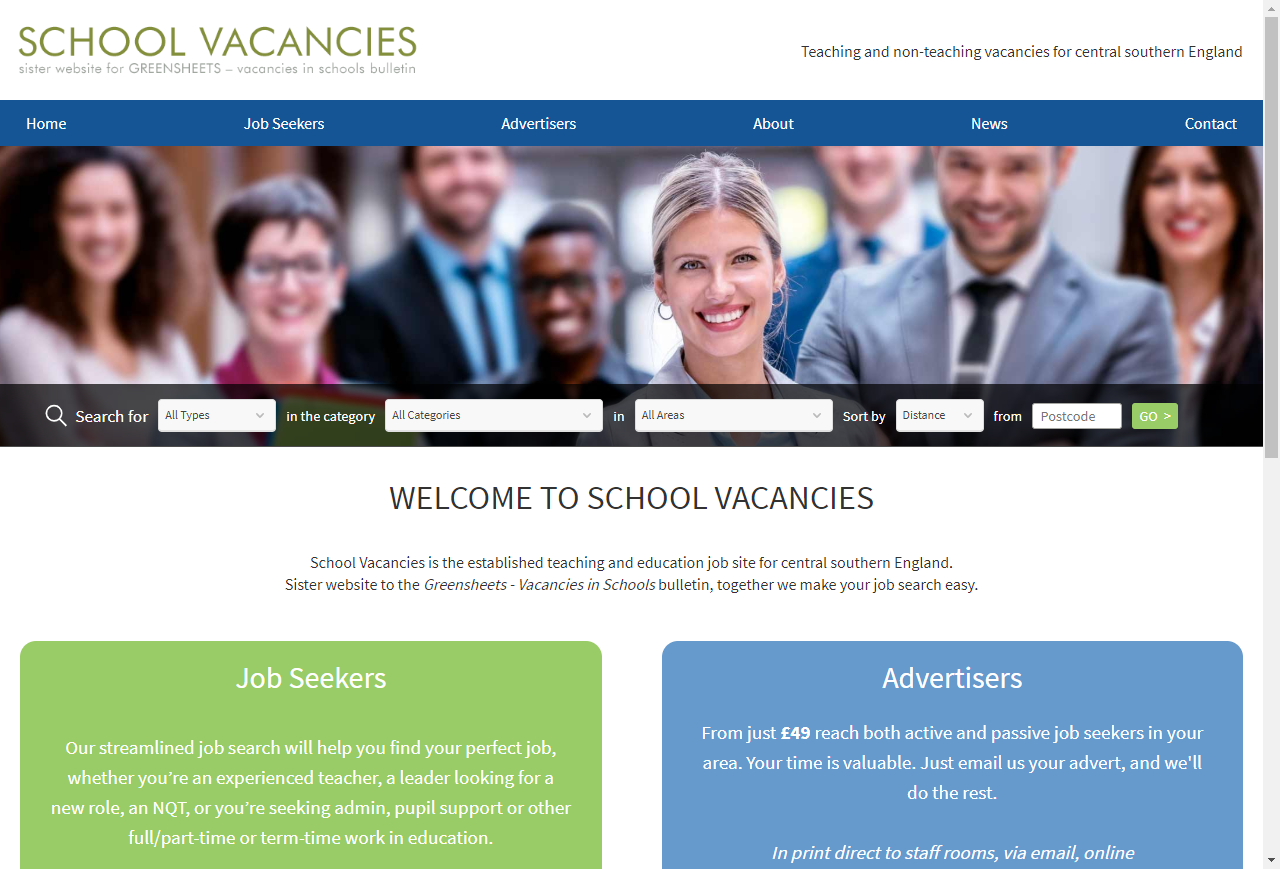 SCHOOL VACANCIES
sister website for GREENSHEETS – vacancies in schools bulletin
Teaching and non-teaching vacancies for central southern England
Home Job Seekers Advertisers About News Contact
Search for All Types in the category All Categories in All Areas Sort by Distance from Postcode GO >
WELCOME TO SCHOOL VACANCIES
School Vacancies is the established teaching and education job site for central southern England.
Sister website to the Greensheets - Vacancies in Schools bulletin, together we make your job search easy.
Job Seekers
Our streamlined job search will help you find your perfect job,
whether you’re an experienced teacher, a leader looking for a
new role, an NQT, or you’re seeking admin, pupil support or other
full/part-time or term-time work in education.
Advertisers
From just £49 reach both active and passive job seekers in your
area. Your time is valuable. Just email us your advert, and we'll
do the rest.
In print direct to staff rooms, via email, online